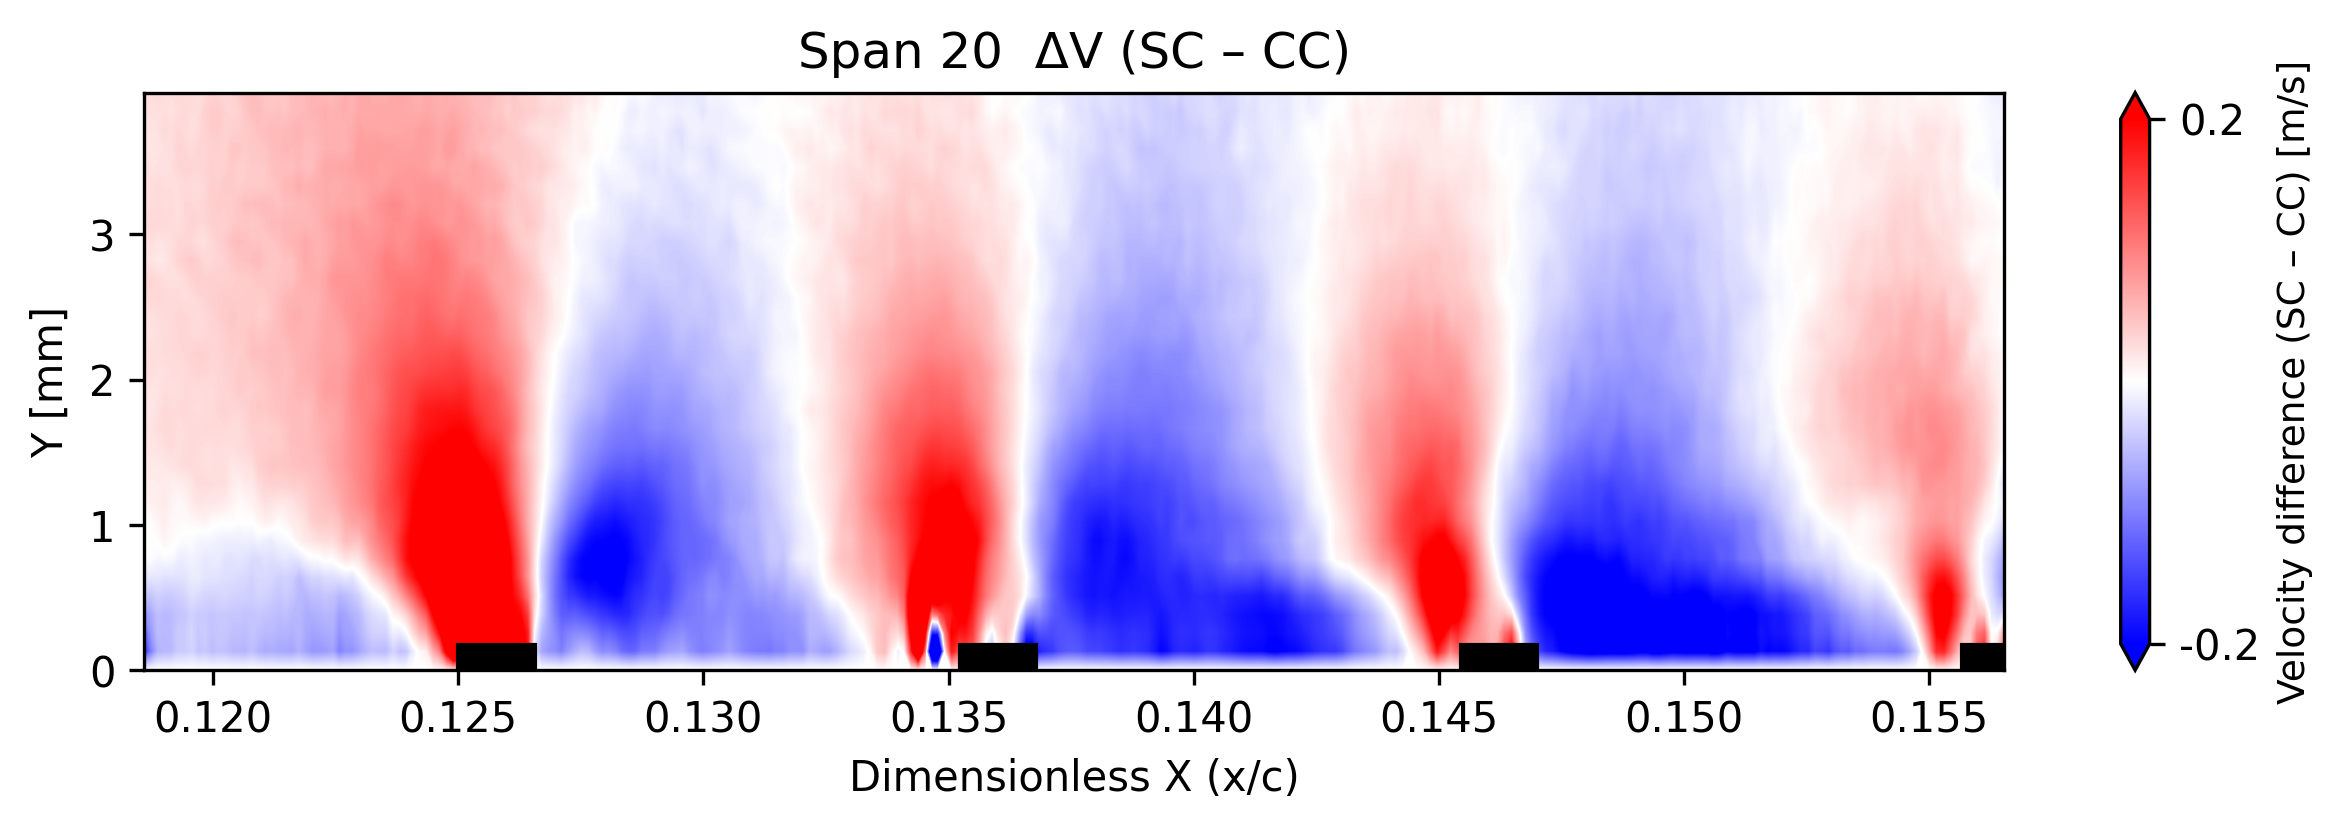 Span 20  ΔV (SC – CC)
3
2
1
0
Y [mm]
0.120 0.125 0.130 0.135 0.140 0.145 0.150 0.155
Dimensionless X (x/c)
0.2
-0.2
Velocity difference (SC – CC) [m/s]